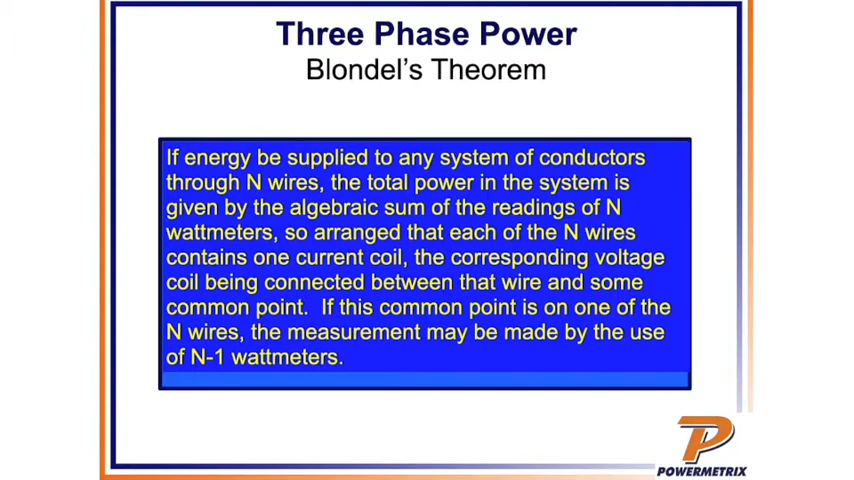 Three Phase Power
Blondel's Theorem
If energy be supplied to any system of conductors
through N wires, the total power in the system is
given by the algebraic sum of the readings of N
wattmeters, so arranged that each of the N wires
contains one current coil, the corresponding voltage
coil being connected between that wire and some
common point.  If this common point is on one of the
N wires, the measurement may be made by the use
of N-1 wattmeters.
POWERMETRIX